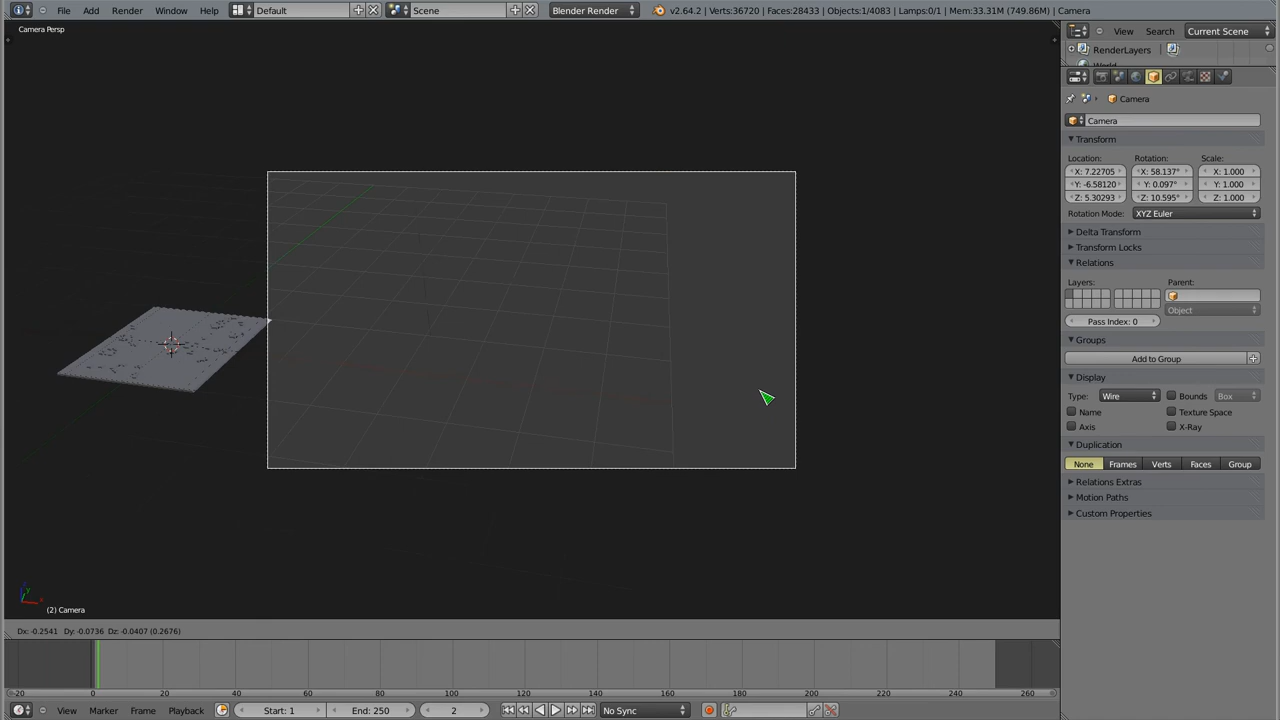 File Add Render Window Help Default Scene Blender Render v2.64.2 | Verts:36720 | Faces:28433 | Objects:1/4083 | Lamps:0/1 | Mem:33.31M (749.86M) | Camera
Camera Persp
View Search Current Scene
RenderLayers
Camera
Camera
Transform
Location: Rotation: Scale:
X: 7.22705 X: 58.137° X: 1.000
Y: -6.58120 Y: 0.097° Y: 1.000
Z: 5.30293 Z: 10.595° Z: 1.000
Rotation Mode: XYZ Euler
Delta Transform
Transform Locks
Relations
Layers: Parent:
Object
Pass Index: 0
Groups
Add to Group
Display
Type: Wire Bounds Box
Name Texture Space
Axis X-Ray
Duplication
None Frames Verts Faces Group
Relations Extras
Motion Paths
Custom Properties
(2) Camera
Dx: -0.2541 Dy: -0.0736 Dz: -0.0407 (0.2676)
-20 0 20 40 60 80 100 120 140 160 180 200 220 240 260
View Marker Frame Playback Start: 1 End: 250 2 No Sync